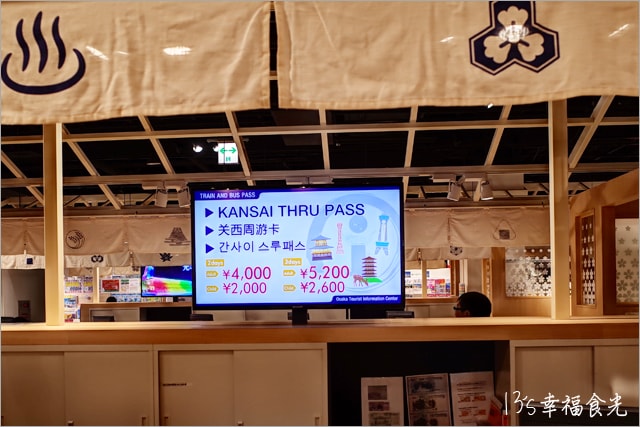 TRAIN AND BUS PASS
▶ KANSAI THRU PASS
▶ 关西周游卡
▶ 간사이 스루패스
2days 3days
¥4,000 ¥5,200
¥2,000 ¥2,600
Osaka Tourist Information Center
13's幸福食光